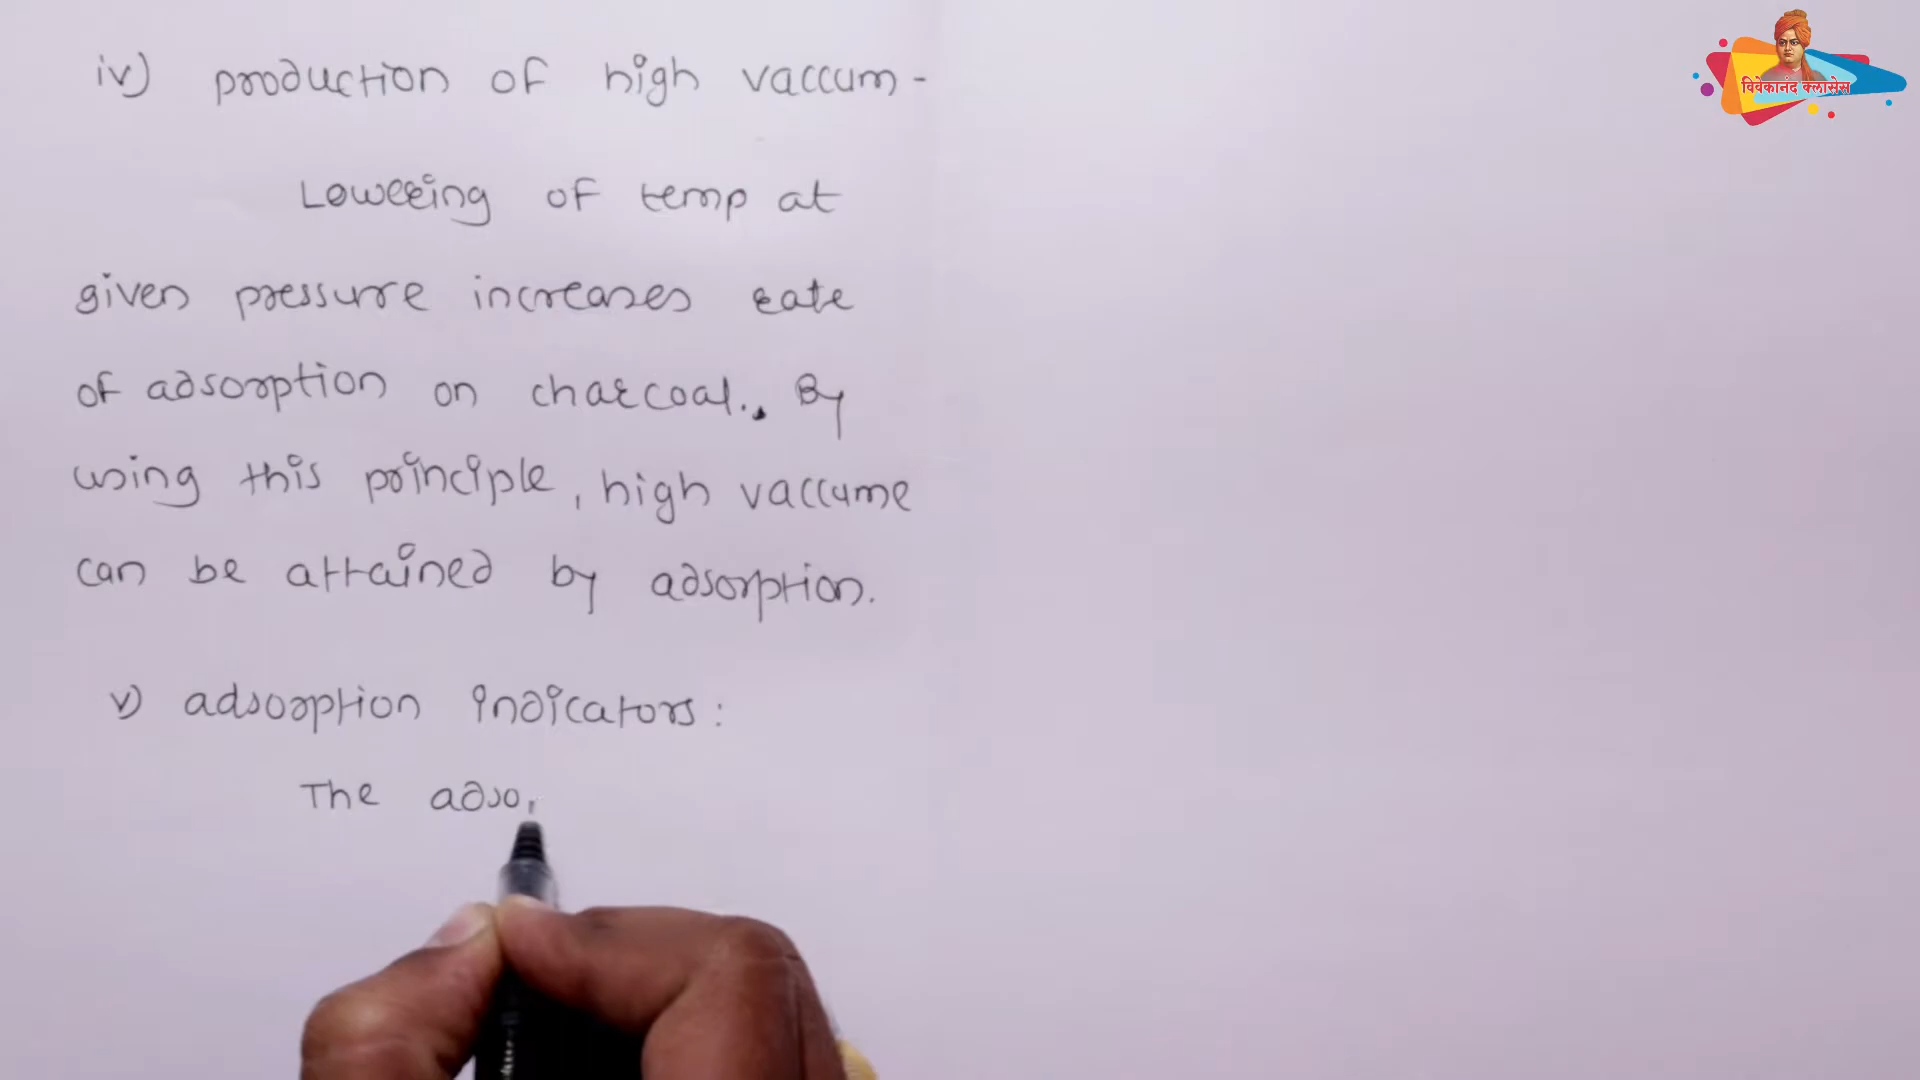 iv) production of high vaccum -
Lowering of temp at
given pressure increases rate
of adsorption on charcoal. By
using this principle, high vaccume
can be attained by adsorption.
v) adsorption indicators:
The adsor
विवेकानंद क्लासेस